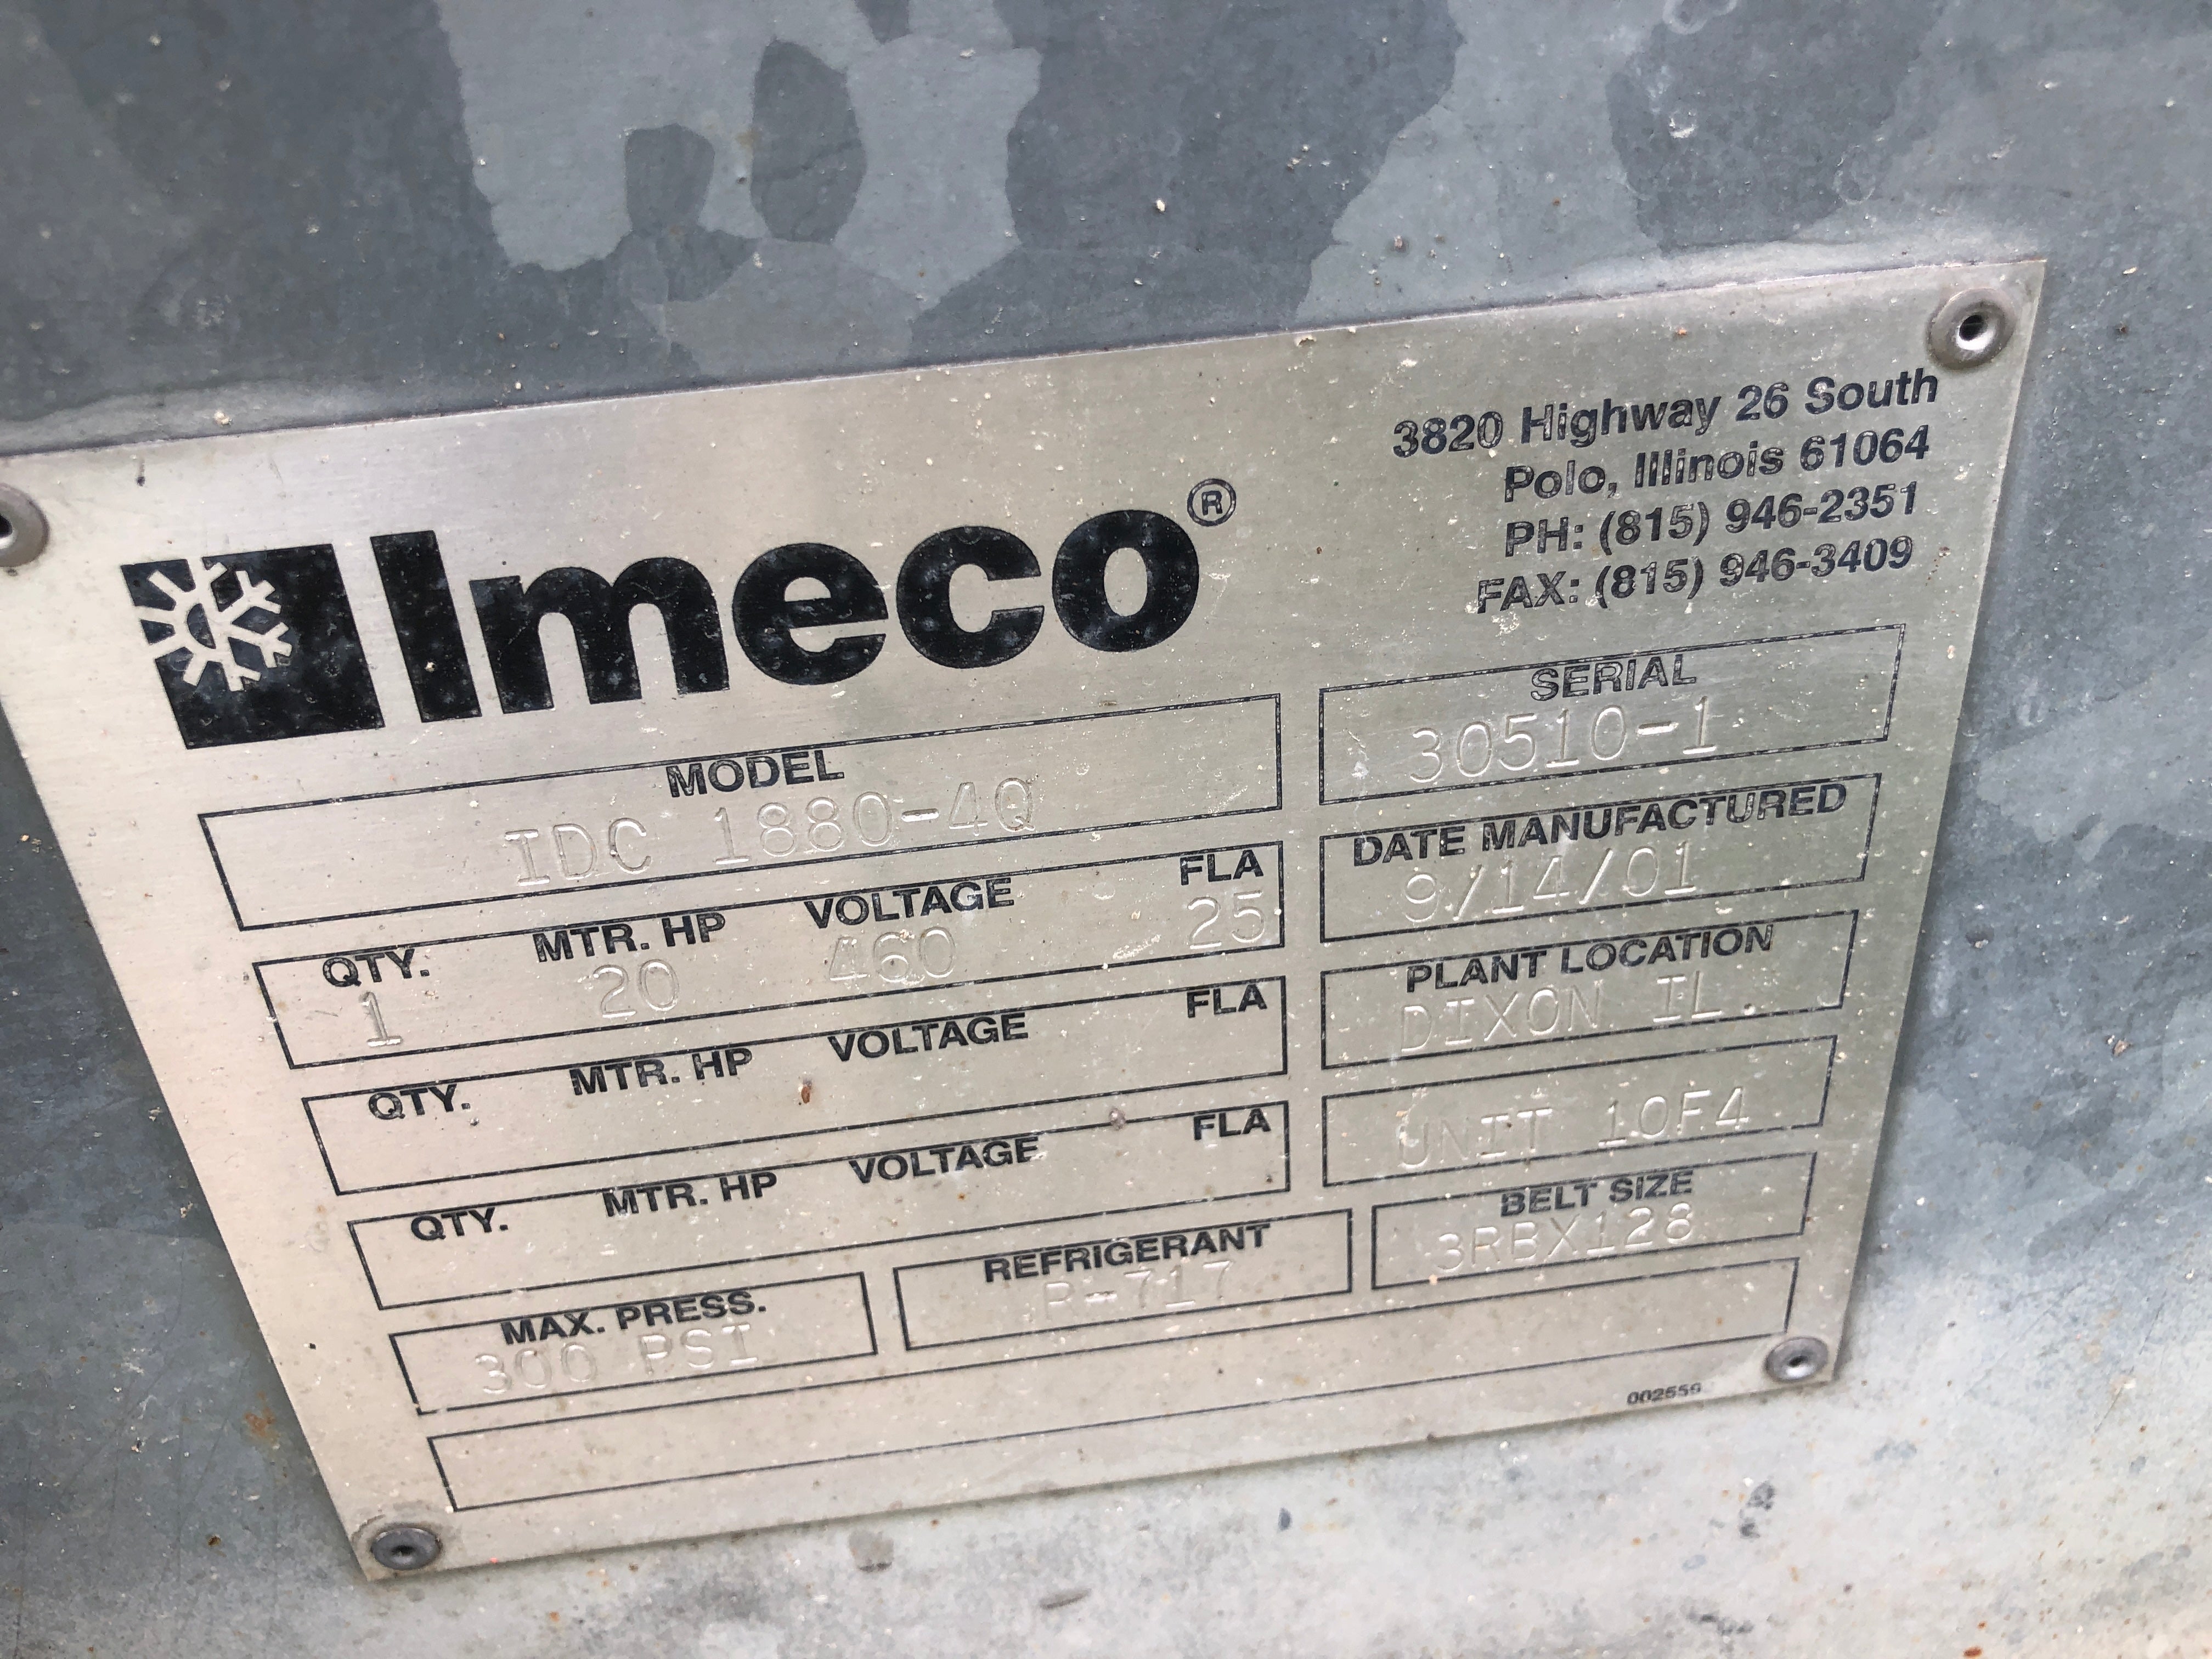 3820 Highway 26 South
Polo, Illinois 61064
PH: (815) 946-2351
FAX: (815) 946-3409
Imeco®
MODEL
IDC 1880-4Q
SERIAL
30510-1
QTY. MTR. HP VOLTAGE FLA
1 20 460 25
DATE MANUFACTURED
9/14/01
QTY. MTR. HP VOLTAGE FLA
PLANT LOCATION
DIXON IL.
QTY. MTR. HP VOLTAGE FLA
UNIT 10F4
MAX. PRESS.
300 PSI
REFRIGERANT
R-717
BELT SIZE
3RBX128
002559